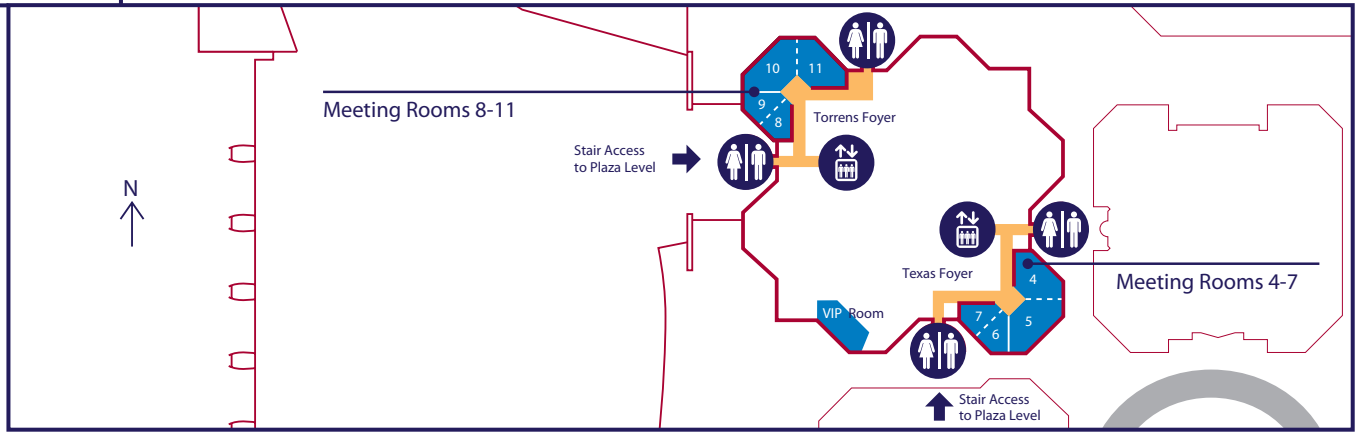 10
11
Meeting Rooms 8-11
9
8
Torrens Foyer
Stair Access
to Plaza Level
N
Texas Foyer
4
Meeting Rooms 4-7
VIP Room
7
5
6
Stair Access
to Plaza Level